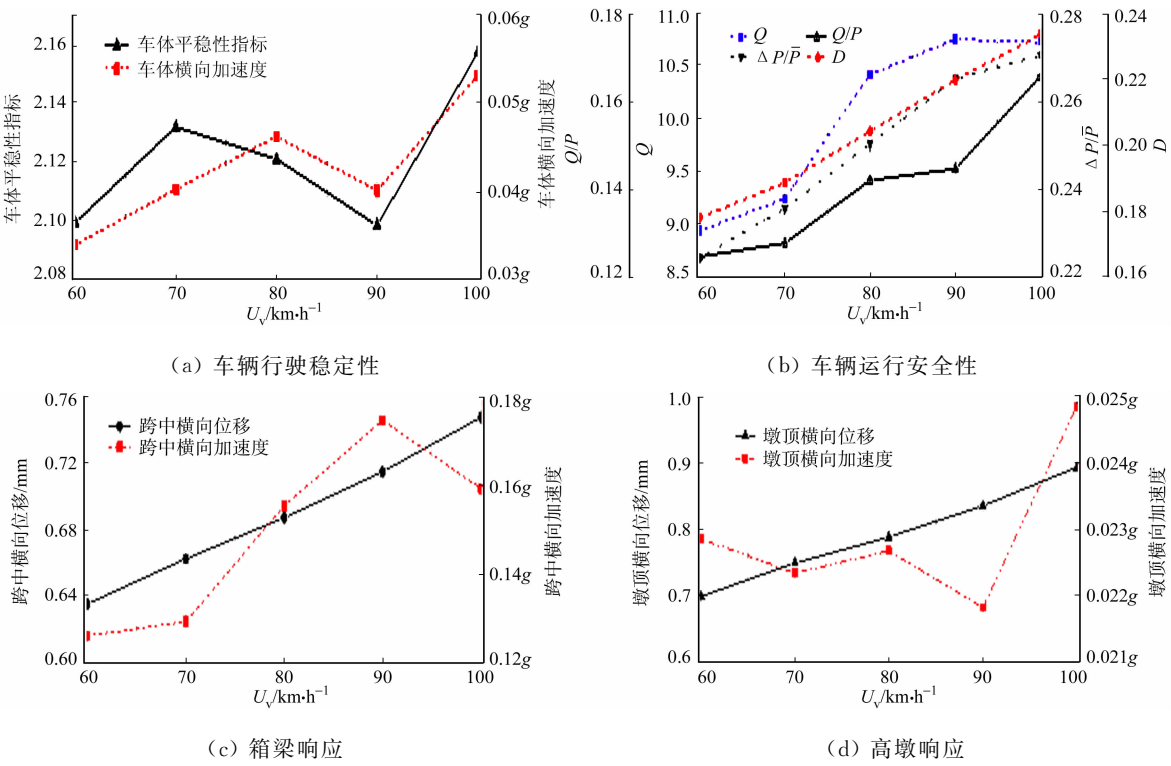 2.16
2.14
2.12
2.10
2.08
车体平稳性指标
车体平稳性指标
车体横向加速度
0.06g
0.05g
0.04g
0.03g
车体横向加速度
60 70 80 90 100
Uv/km·h⁻¹
(a) 车辆行驶稳定性
0.18
0.16
0.14
0.12
Q/P
11.0
10.5
10.0
9.5
9.0
8.5
Q
Q Q/P
ΔP/P̅ D
0.28
0.26
0.24
0.22
ΔP/P̅
0.24
0.22
0.20
0.18
0.16
D
60 70 80 90 100
Uv/km·h⁻¹
(b) 车辆运行安全性
0.76
0.72
0.68
0.64
0.60
跨中横向位移/mm
跨中横向位移
跨中横向加速度
0.18g
0.16g
0.14g
0.12g
跨中横向加速度
60 70 80 90 100
Uv/km·h⁻¹
(c) 箱梁响应
1.0
0.9
0.8
0.7
0.6
墩顶横向位移/mm
墩顶横向位移
墩顶横向加速度
0.025g
0.024g
0.023g
0.022g
0.021g
墩顶横向加速度
60 70 80 90 100
Uv/km·h⁻¹
(d) 高墩响应